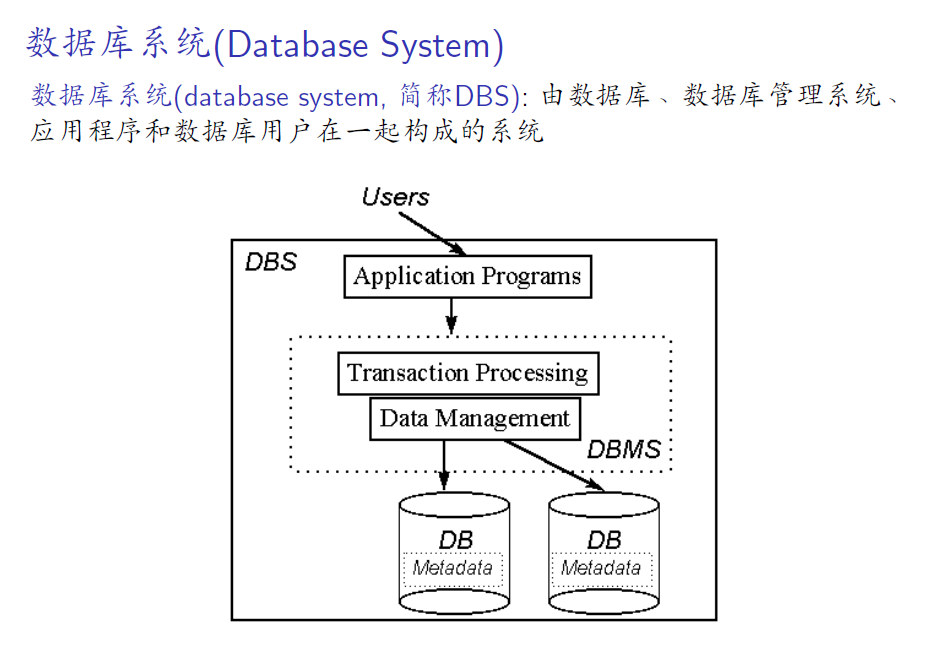 数据库系统(Database System)
数据库系统(database system, 简称DBS): 由数据库、数据库管理系统、
应用程序和数据库用户在一起构成的系统
Users
DBS
Application Programs
Transaction Processing
Data Management
DBMS
DB
Metadata
DB
Metadata